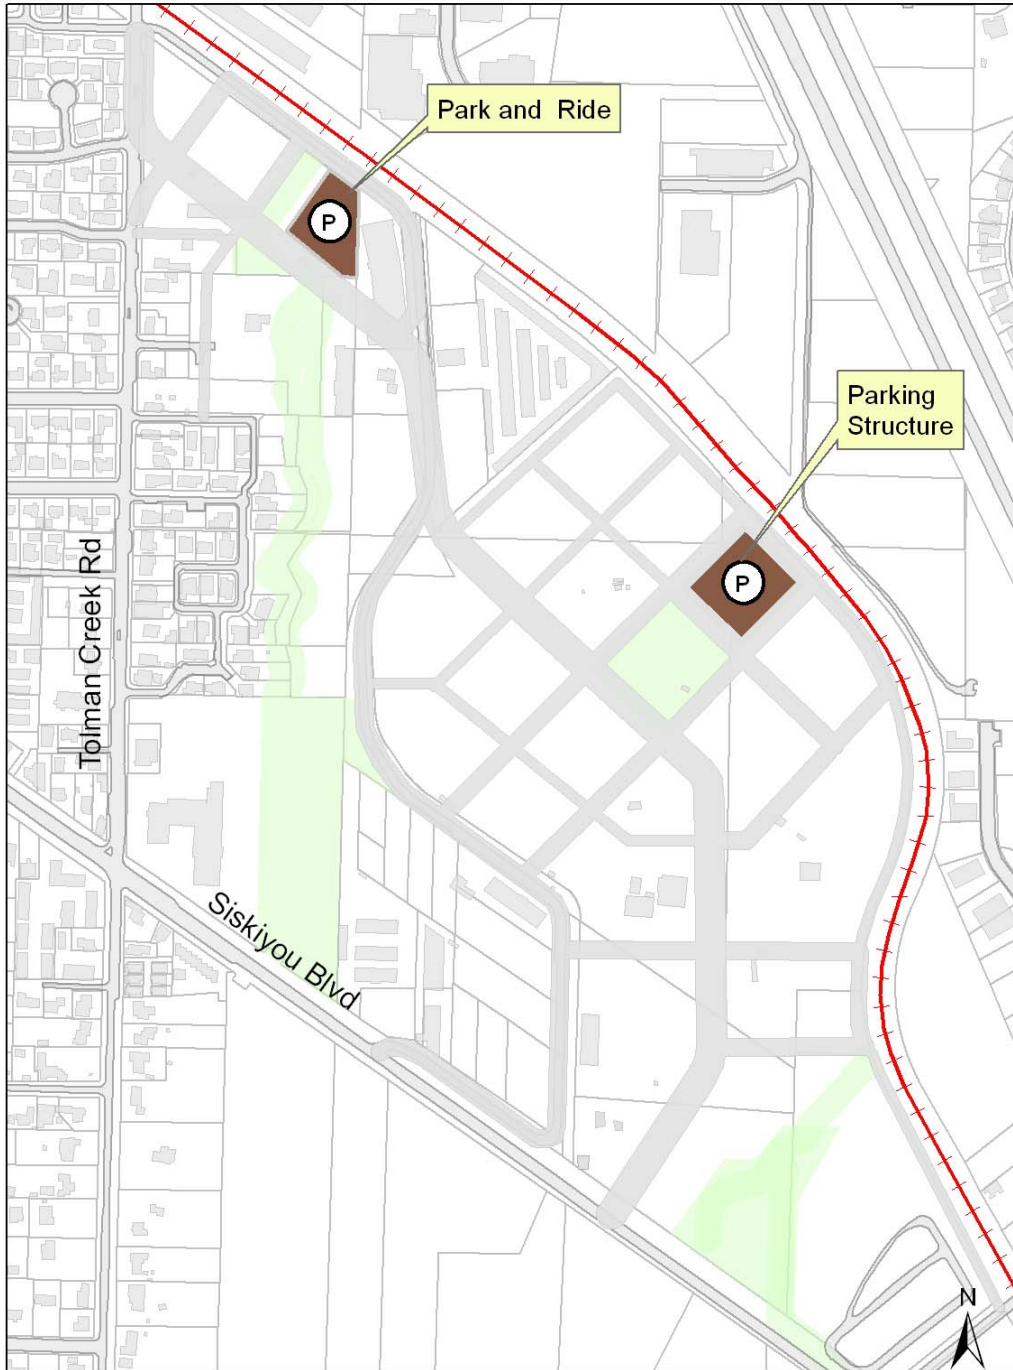 Park and Ride
P
Parking
Structure
P
Tolman Creek Rd
Siskiyou Blvd
N